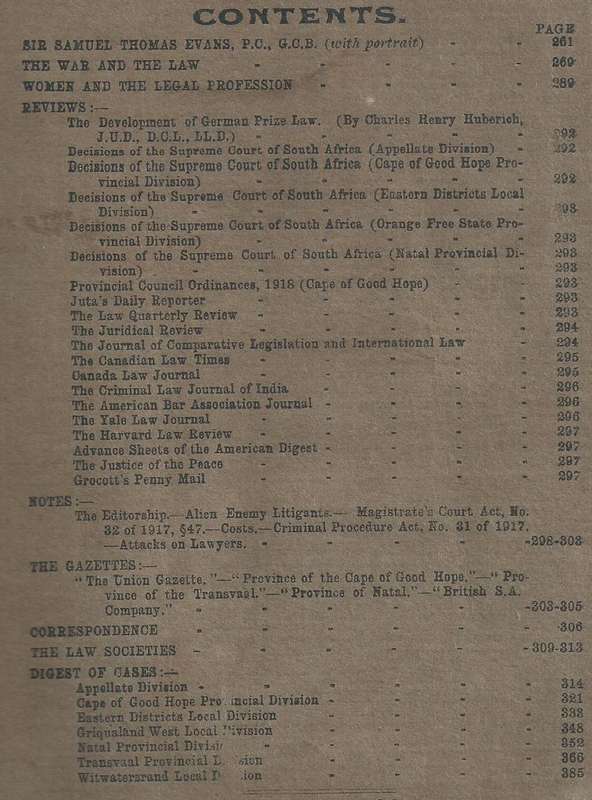 CONTENTS.
PAGE
SIR SAMUEL THOMAS EVANS, P.C., G.C.B. (with portrait) - - 261
THE WAR AND THE LAW - - - - - 269
WOMEN AND THE LEGAL PROFESSION - - - - 289
REVIEWS:—
The Development of German Prize Law. (By Charles Henry Huberich,
J.U.D., D.C.L., LL.D.) - - - - - 292
Decisions of the Supreme Court of South Africa (Appellate Division) - 292
Decisions of the Supreme Court of South Africa (Cape of Good Hope Pro-
vincial Division) - - - - - 292
Decisions of the Supreme Court of South Africa (Eastern Districts Local
Division) - - - - - 293
Decisions of the Supreme Court of South Africa (Orange Free State Pro-
vincial Division) - - - - - 293
Decisions of the Supreme Court of South Africa (Natal Provincial Di- 293
vision) - - - - - 293
Provincial Council Ordinances, 1918 (Cape of Good Hope) - - 293
Juta's Daily Reporter - - - - - 293
The Law Quarterly Review - - - - - 293
The Juridical Review - - - - - 294
The Journal of Comparative Legislation and International Law - 294
The Canadian Law Times - - - - - 295
Canada Law Journal - - - - - 295
The Criminal Law Journal of India - - - - 296
The American Bar Association Journal - - - - 296
The Yale Law Journal - - - - - 296
The Harvard Law Review - - - - - 297
Advance Sheets of the American Digest - - - - 297
The Justice of the Peace - - - - - 297
Grocott's Penny Mail - - - - - 297
NOTES:—
The Editorship.—Alien Enemy Litigants.— Magistrate's Court Act, No.
32 of 1917, §47.—Costs.—Criminal Procedure Act, No. 31 of 1917.
—Attacks on Lawyers. - - - - -298-303
THE GAZETTES:—
"The Union Gazette."—"Province of the Cape of Good Hope."—"Pro-
vince of the Transvaal."—"Province of Natal."—"British S.A.
Company." - - - - - -303-305
CORRESPONDENCE - - - - - - 306
THE LAW SOCIETIES - - - - - - 309-313
DIGEST OF CASES:—
Appellate Division - - - - - - 314
Cape of Good Hope Provincial Division - - - - 321
Eastern Districts Local Division - - - - 338
Griqualand West Local Division - - - - 348
Natal Provincial Division - - - - 352
Transvaal Provincial Division - - - - 366
Witwatersrand Local Division - - - - 385